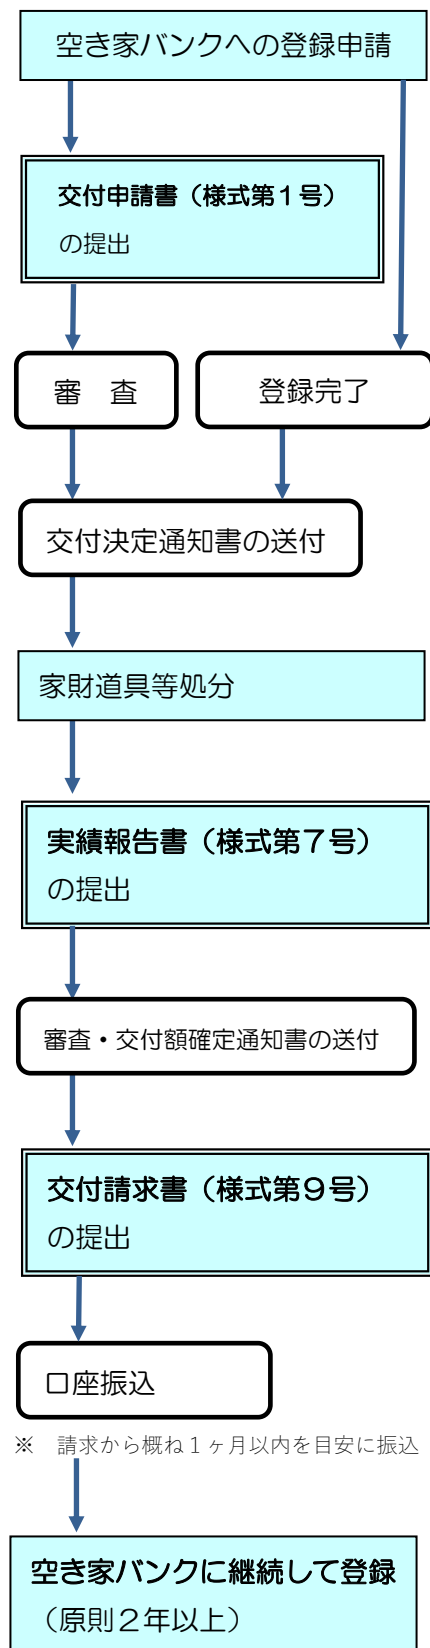 空き家バンクへの登録申請
交付申請書（様式第１号）
の提出
審　査
登録完了
交付決定通知書の送付
家財道具等処分
実績報告書（様式第７号）
の提出
審査・交付額確定通知書の送付
交付請求書（様式第９号）
の提出
口座振込
※　請求から概ね１ヶ月以内を目安に振込
空き家バンクに継続して登録
（原則２年以上）